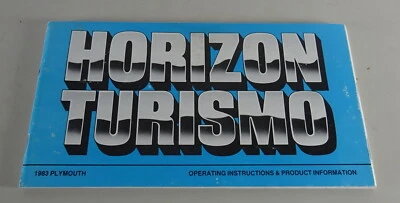 HORIZON
TURISMO
1983 PLYMOUTH OPERATING INSTRUCTIONS & PRODUCT INFORMATION